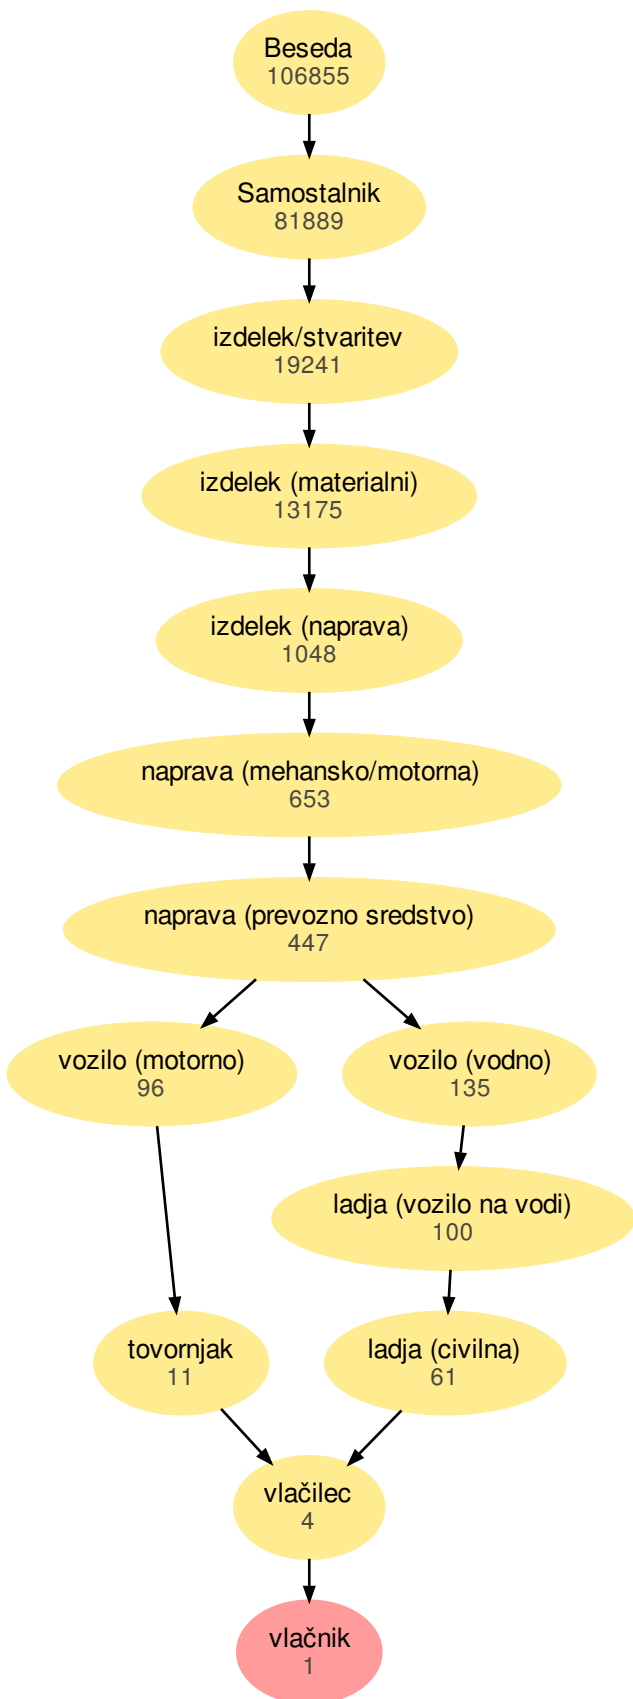 Beseda
106855
Samostalnik
81889
izdelek/stvaritev
19241
izdelek (materialni)
13175
izdelek (naprava)
1048
naprava (mehansko/motorna)
653
naprava (prevozno sredstvo)
447
vozilo (motorno)
96
vozilo (vodno)
135
ladja (vozilo na vodi)
100
tovornjak
11
ladja (civilna)
61
vlačilec
4
vlačnik
1